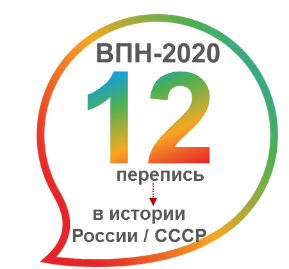 ВПН-2020
12
перепись
в истории
России / СССР